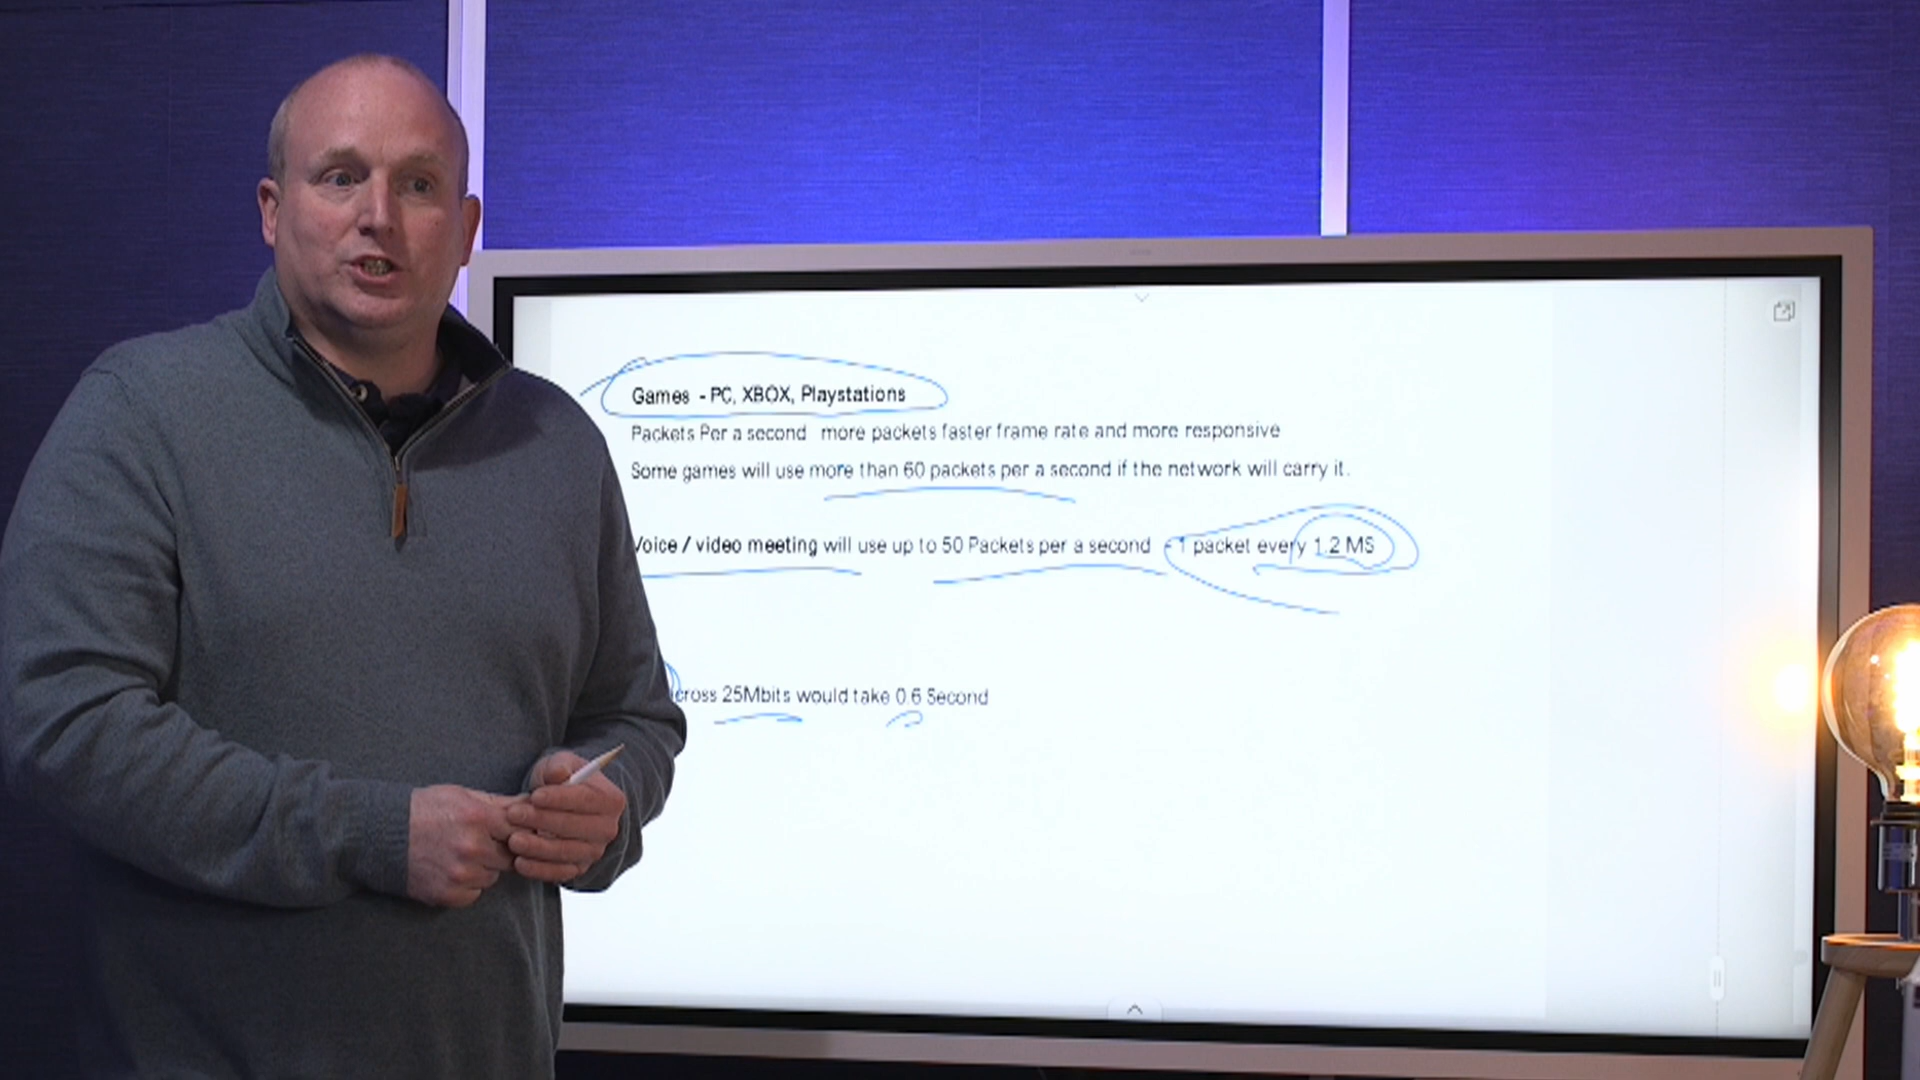 Games - PC, XBOX, Playstations
Packets Per a second more packets faster frame rate and more responsive
Some games will use more than 60 packets per a second if the network will carry it.
Voice / video meeting will use up to 50 Packets per a second - 1 packet every 1.2 MS
across 25Mbits would take 0.6 Second